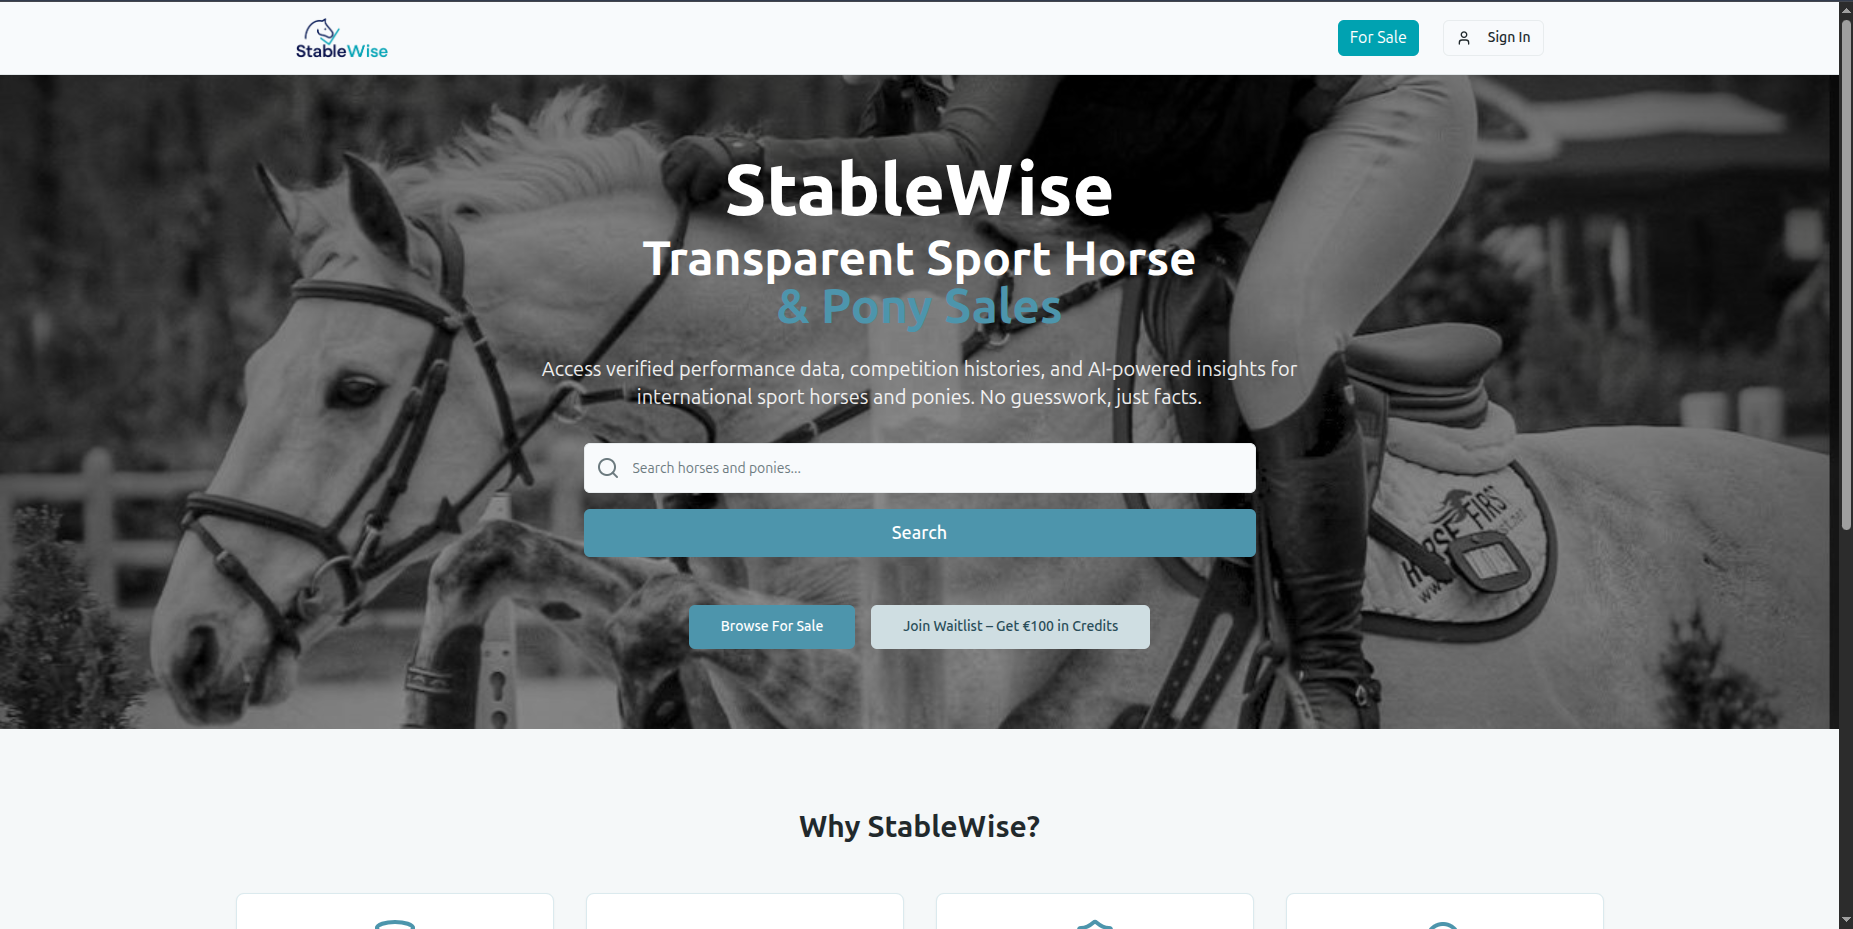 StableWise
For Sale
Sign In
StableWise
Transparent Sport Horse
& Pony Sales
Access verified performance data, competition histories, and AI-powered insights for
international sport horses and ponies. No guesswork, just facts.
Search horses and ponies...
Search
Browse For Sale
Join Waitlist – Get €100 in Credits
Why StableWise?